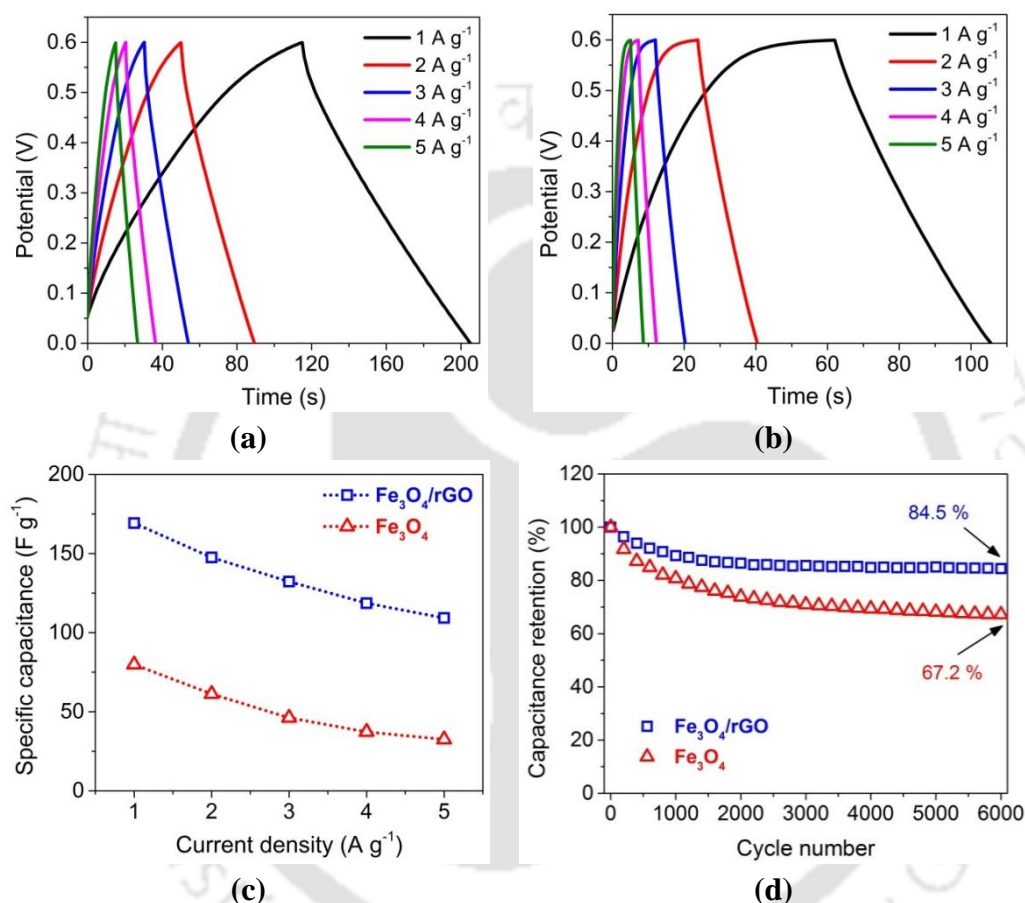 0.6
0.5
0.4
0.3
0.2
0.1
0.0
Potential (V)
1 A g⁻¹
2 A g⁻¹
3 A g⁻¹
4 A g⁻¹
5 A g⁻¹
0 40 80 120 160 200
Time (s)
(a)
0.6
0.5
0.4
0.3
0.2
0.1
0.0
Potential (V)
1 A g⁻¹
2 A g⁻¹
3 A g⁻¹
4 A g⁻¹
5 A g⁻¹
0 20 40 60 80 100
Time (s)
(b)
200
150
100
50
0
Specific capacitance (F g⁻¹)
Fe₃O₄/rGO
Fe₃O₄
1 2 3 4 5
Current density (A g⁻¹)
(c)
120
100
80
60
40
20
0
Capacitance retention (%)
84.5 %
67.2 %
Fe₃O₄/rGO
Fe₃O₄
0 1000 2000 3000 4000 5000 6000
Cycle number
(d)